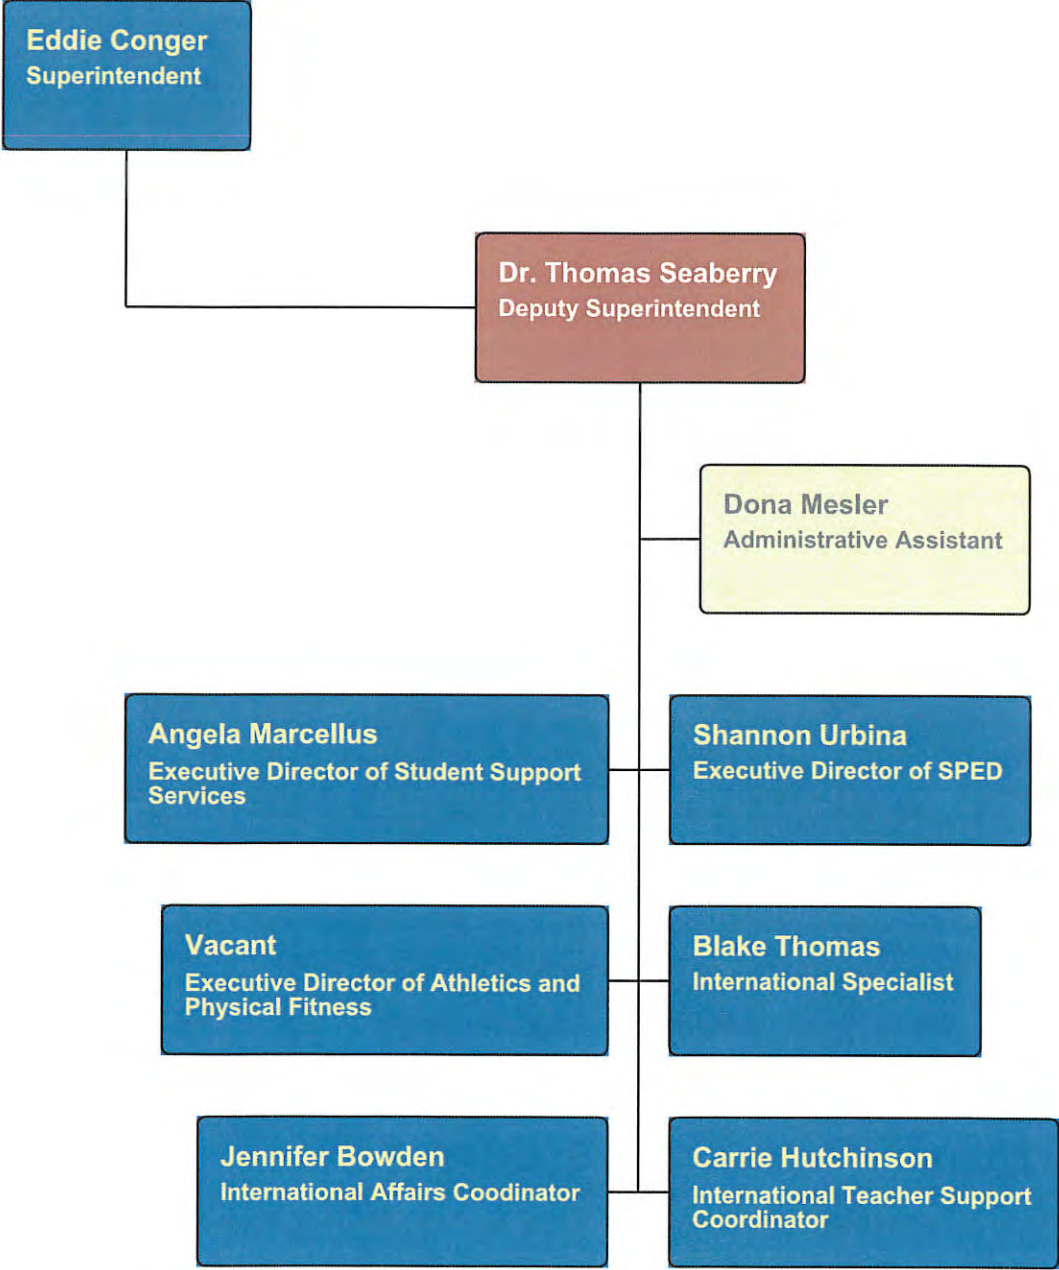 Eddie Conger
Superintendent
Dr. Thomas Seaberry
Deputy Superintendent
Dona Mesler
Administrative Assistant
Angela Marcellus
Executive Director of Student Support
Services
Shannon Urbina
Executive Director of SPED
Vacant
Executive Director of Athletics and
Physical Fitness
Blake Thomas
International Specialist
Jennifer Bowden
International Affairs Coodinator
Carrie Hutchinson
International Teacher Support
Coordinator